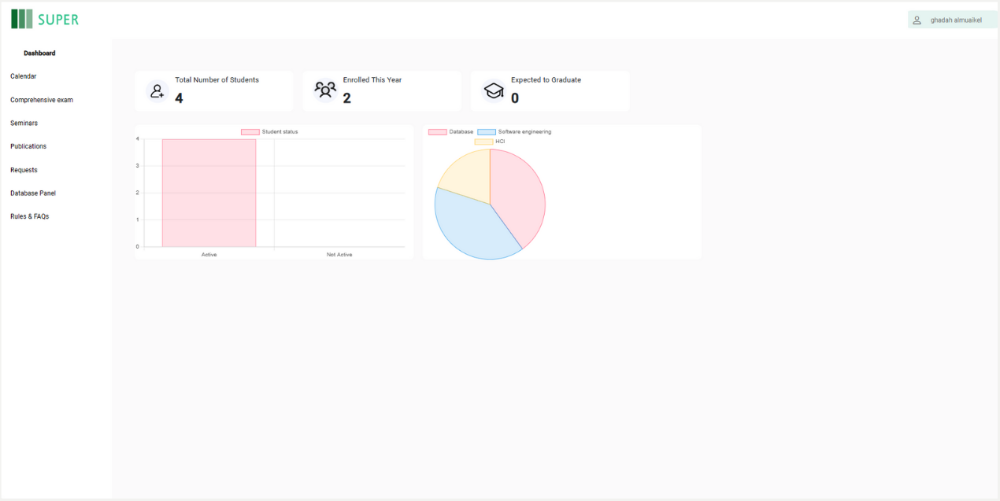 SUPER
ghadah almuaikel
Dashboard
Calendar
Comprehensive exam
Seminars
Publications
Requests
Database Panel
Rules & FAQs
Total Number of Students
4
Enrolled This Year
2
Expected to Graduate
0
Student status
4
3
2
1
0
Active Not Active
Database Software engineering
HCI